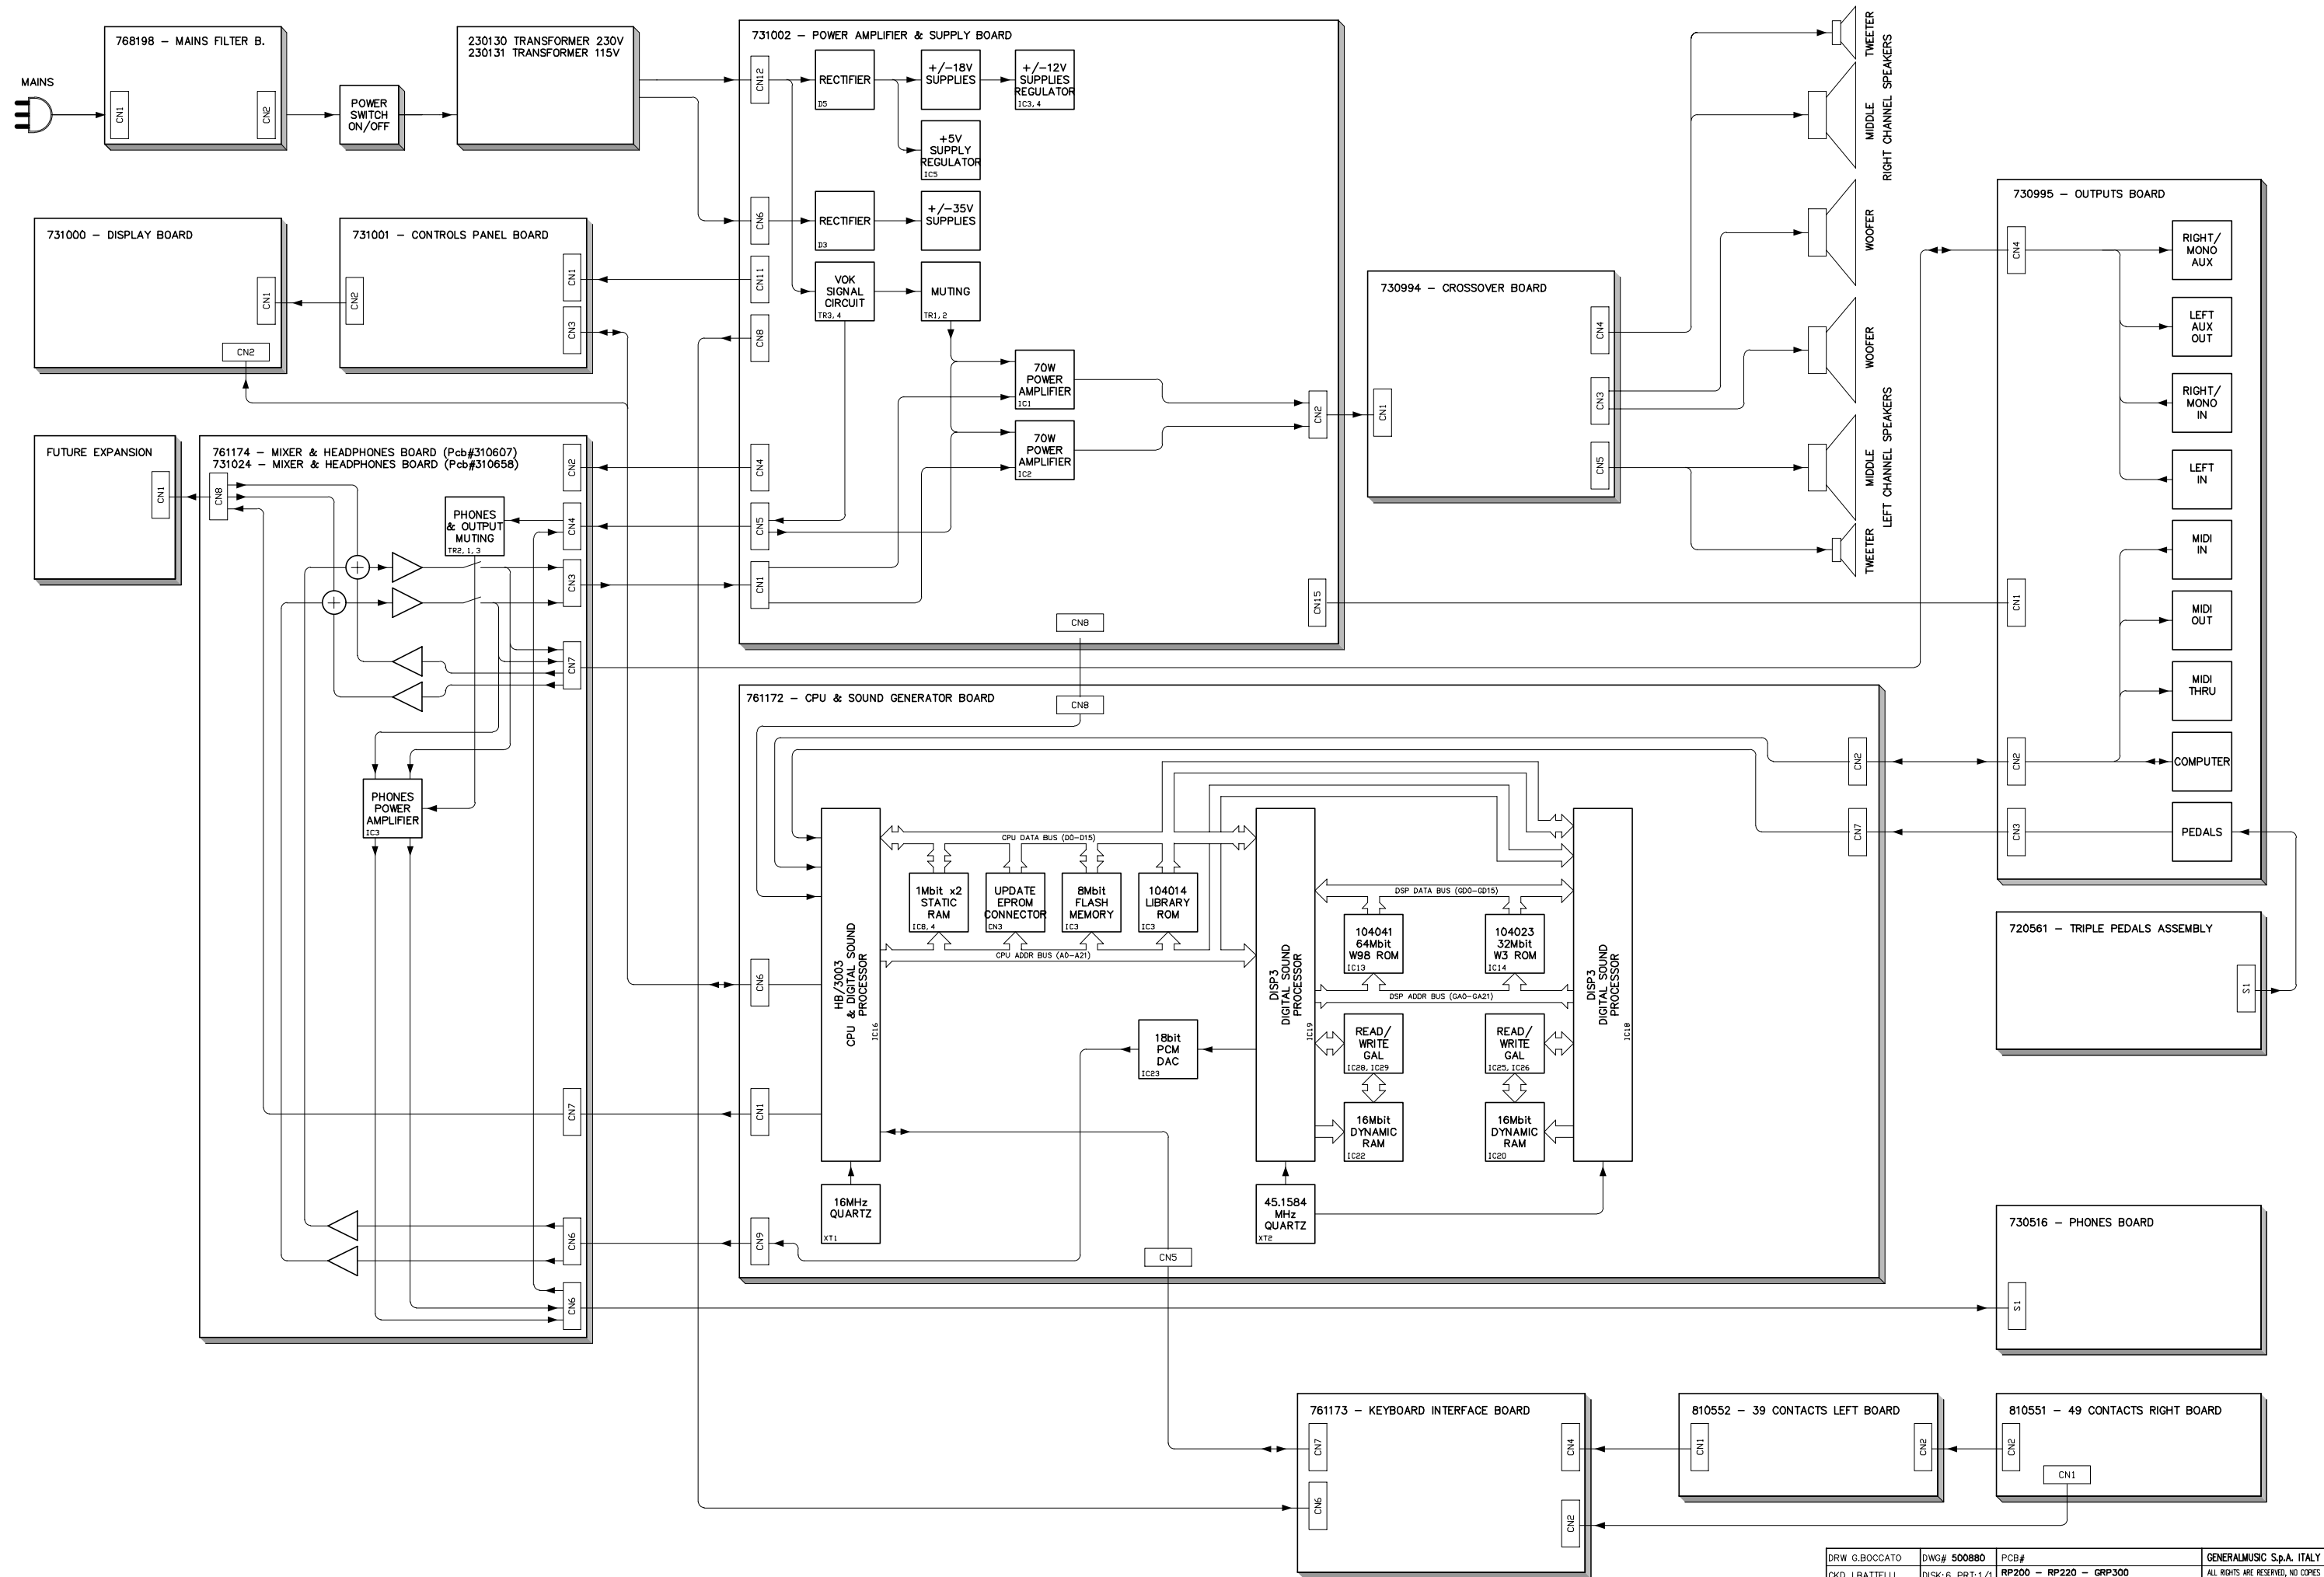 MAINS
768198 – MAINS FILTER B.
CN1
CN2
POWER
SWITCH
ON/OFF
230130 TRANSFORMER 230V
230131 TRANSFORMER 115V
731002 – POWER AMPLIFIER & SUPPLY BOARD
CN12
RECTIFIER
D5
+/-18V
SUPPLIES
+/-12V
SUPPLIES
REGULATOR
IC3, 4
+5V
SUPPLY
REGULATOR
IC5
CN6
RECTIFIER
D3
+/-35V
SUPPLIES
CN11
VOK
SIGNAL
CIRCUIT
TR3, 4
MUTING
TR1, 2
CN8
70W
POWER
AMPLIFIER
IC1
70W
POWER
AMPLIFIER
IC2
CN4
CN5
CN1
CN2
CN15
CN8
731000 – DISPLAY BOARD
CN1
CN2
731001 – CONTROLS PANEL BOARD
CN2
CN1
CN3
730994 – CROSSOVER BOARD
CN1
CN4
CN3
CN5
TWEETER
MIDDLE
RIGHT CHANNEL SPEAKERS
WOOFER
WOOFER
MIDDLE
LEFT CHANNEL SPEAKERS
TWEETER
730995 – OUTPUTS BOARD
CN4
RIGHT/
MONO
AUX
LEFT
AUX
OUT
RIGHT/
MONO
IN
LEFT
IN
MIDI
IN
CN1
MIDI
OUT
MIDI
THRU
CN2
COMPUTER
CN3
PEDALS
FUTURE EXPANSION
CN1
761174 – MIXER & HEADPHONES BOARD (Pcb#310607)
731024 – MIXER & HEADPHONES BOARD (Pcb#310658)
CN8
CN2
PHONES
& OUTPUT
MUTING
TR2, 1, 3
CN4
CN3
CN7
PHONES
POWER
AMPLIFIER
IC3
CN7
CN6
CN6
761172 – CPU & SOUND GENERATOR BOARD
CN8
CN2
CN7
HB/3003
CPU & DIGITAL SOUND
PROCESSOR
IC16
CPU DATA BUS (D0-D15)
1Mbit x2
STATIC
RAM
IC8, 4
UPDATE
EPROM
CONNECTOR
CN3
8Mbit
FLASH
MEMORY
IC3
104014
LIBRARY
ROM
IC3
CPU ADDR BUS (A0-A21)
DISP3
DIGITAL SOUND
PROCESSOR
IC19
DSP DATA BUS (GD0-GD15)
104041
64Mbit
W98 ROM
IC13
104023
32Mbit
W3 ROM
IC14
DSP ADDR BUS (GA0-GA21)
DISP3
DIGITAL SOUND
PROCESSOR
IC18
READ/
WRITE
GAL
IC28, IC29
READ/
WRITE
GAL
IC25, IC26
16Mbit
DYNAMIC
RAM
IC22
16Mbit
DYNAMIC
RAM
IC20
18bit
PCM
DAC
IC23
CN6
CN1
CN9
16MHz
QUARTZ
XT1
45.1584
MHz
QUARTZ
XT2
CN5
720561 – TRIPLE PEDALS ASSEMBLY
S1
730516 – PHONES BOARD
S1
761173 – KEYBOARD INTERFACE BOARD
CN7
CN6
CN4
CN2
810552 – 39 CONTACTS LEFT BOARD
CN1
CN2
810551 – 49 CONTACTS RIGHT BOARD
CN2
CN1
DRW G.BOCCATO
DWG# 500880
PCB#
GENERALMUSIC S.p.A. ITALY
DISK: 6 PRT: 1/1
RP200 – RP220 – GRP300
ALL RIGHTS ARE RESERVED, NO COPIES